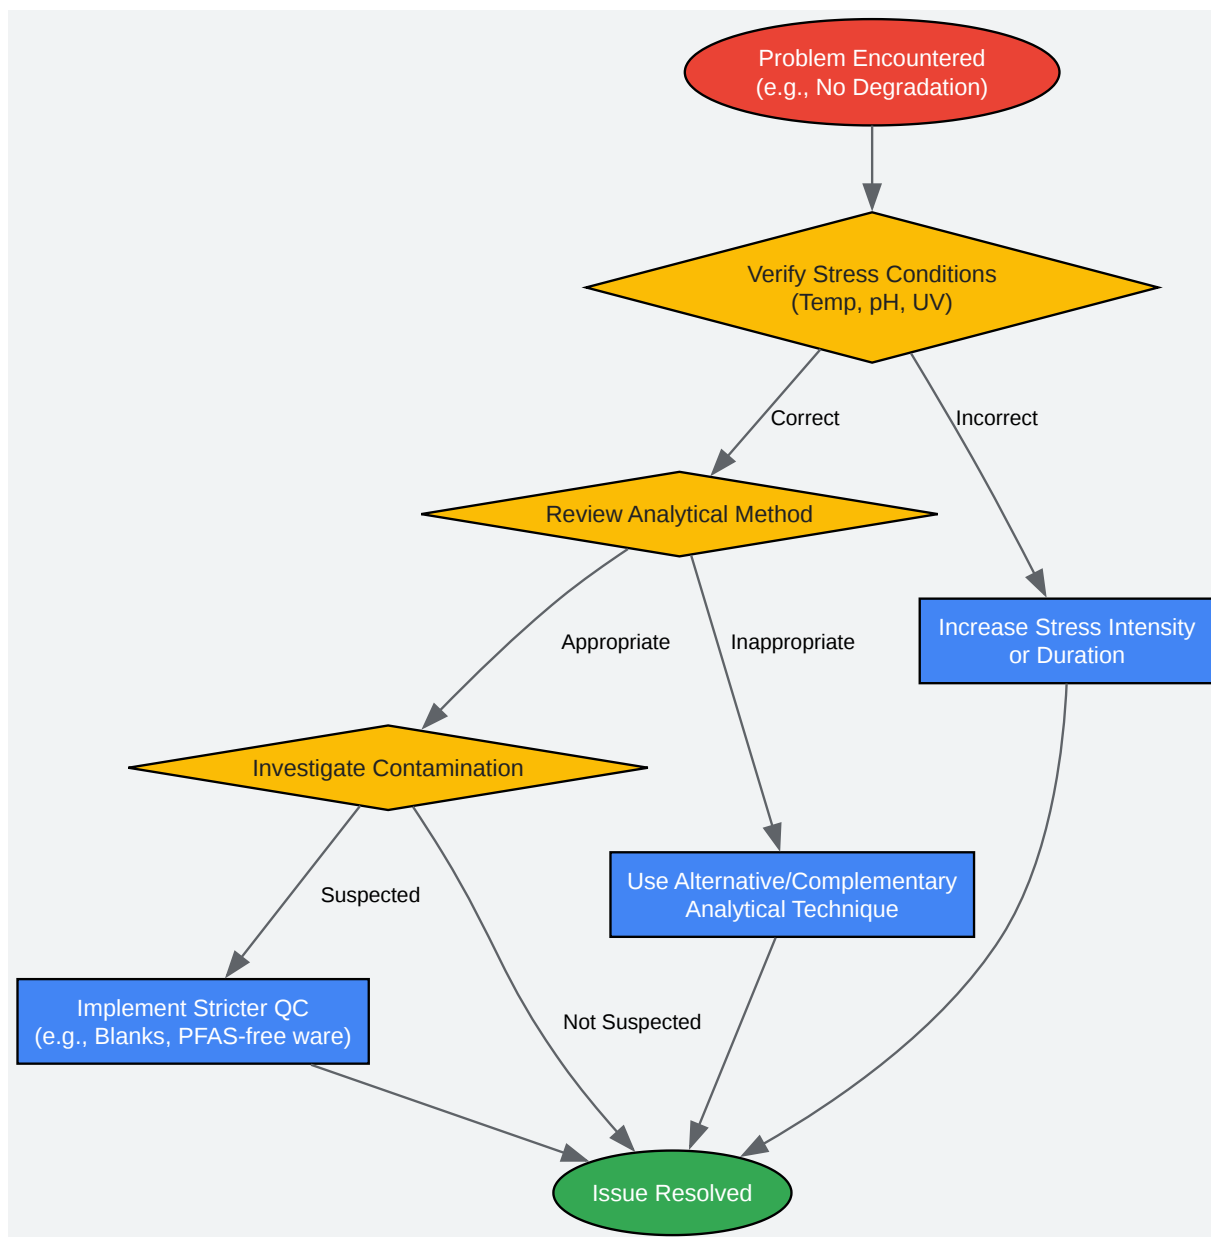 Problem Encountered
(e.g., No Degradation)
Verify Stress Conditions
(Temp, pH, UV)
Correct
Incorrect
Review Analytical Method
Increase Stress Intensity
or Duration
Appropriate
Inappropriate
Investigate Contamination
Use Alternative/Complementary
Analytical Technique
Suspected
Implement Stricter QC
(e.g., Blanks, PFAS-free ware)
Not Suspected
Issue Resolved